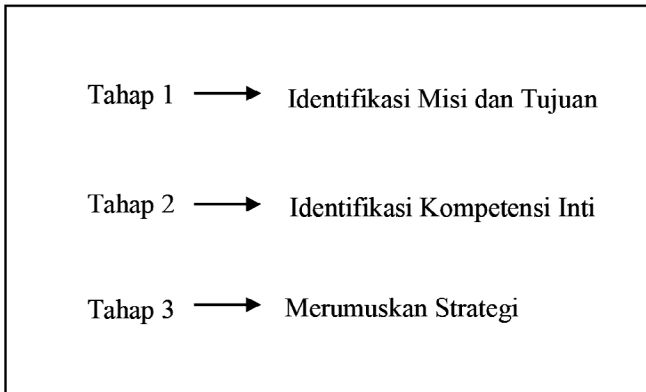 Tahap 1 Identifikasi Misi dan Tujuan
Tahap 2 Identifikasi Kompetensi Inti
Tahap 3 Merumuskan Strategi